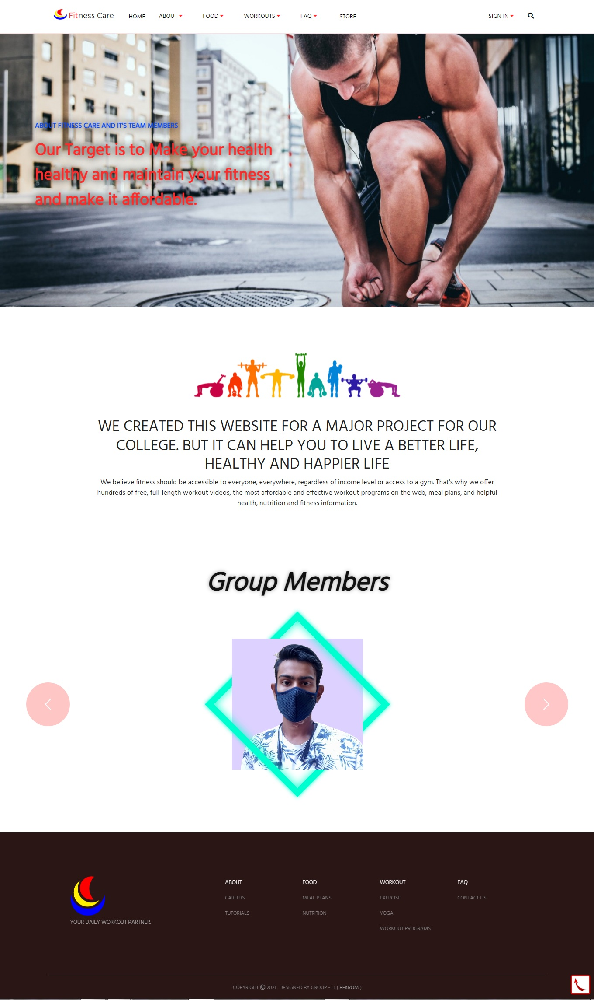 Fitness Care HOME ABOUT FOOD WORKOUTS FAQ STORE SIGN IN
ABOUT FITNESS CARE AND IT'S TEAM MEMBERS
Our Target is to Make your health
healthy and maintain your fitness
and make it affordable.
WE CREATED THIS WEBSITE FOR A MAJOR PROJECT FOR OUR
COLLEGE. BUT IT CAN HELP YOU TO LIVE A BETTER LIFE,
HEALTHY AND HAPPIER LIFE
We believe fitness should be accessible to everyone, everywhere, regardless of income level or access to a gym. That's why we offer
hundreds of free, full-length workout videos, the most affordable and effective workout programs on the web, meal plans, and helpful
health, nutrition and fitness information.
Group Members
YOUR DAILY WORKOUT PARTNER.
ABOUT
CAREERS
TUTORIALS
FOOD
MEAL PLANS
NUTRITION
WORKOUT
EXERCISE
YOGA
WORKOUT PROGRAMS
FAQ
CONTACT US
COPYRIGHT © 2021 . DESIGNED BY GROUP - H .( BEKROM )